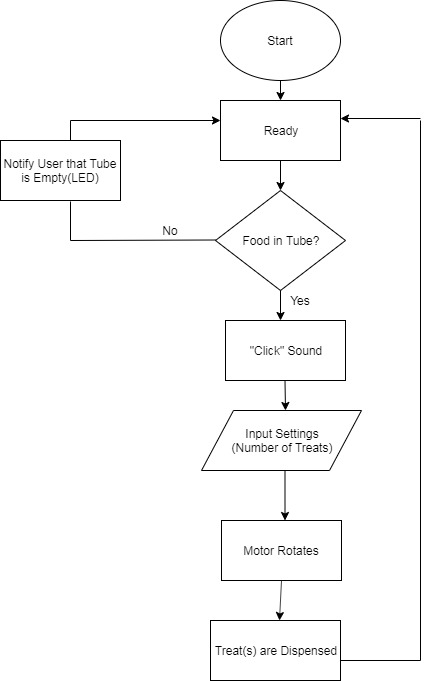 Start
Ready
Notify User that Tube
is Empty(LED)
Food in Tube?
No
Yes
"Click" Sound
Input Settings
(Number of Treats)
Motor Rotates
Treat(s) are Dispensed